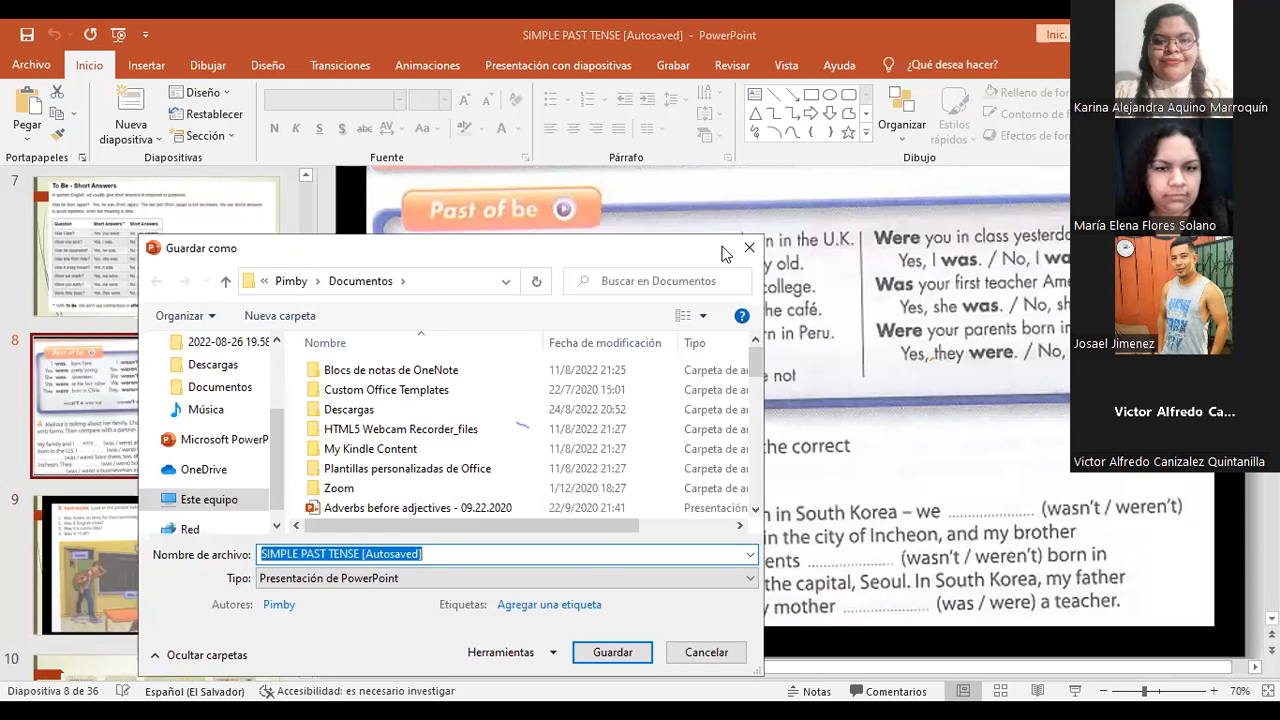 SIMPLE PAST TENSE [Autosaved] - PowerPoint
Inic.
Archivo Inicio Insertar Dibujar Diseño Transiciones Animaciones Presentación con diapositivas Grabar Revisar Vista Ayuda ¿Qué desea hacer?
Pegar
Portapapeles
Nueva diapositiva
Diseño
Restablecer
Sección
Diapositivas
Fuente
Párrafo
Organizar
Estilos rápidos
Relleno de for
Contorno de f
Efectos de form
Dibujo
7
To Be - Short Answers
8
9
10
Past
the U.K.
college.
he café.
n in Peru.
Were you in class yesterd
Yes, I was. / No, I wa
Was your first teacher Ame
Yes, she was. / No, sh
Were your parents born in
Yes, they were. / No,
he correct
South Korea – we ............... (wasn't / weren't)
in the city of Incheon, and my brother
ents ............... (wasn't / weren't) born in
the capital, Seoul. In South Korea, my father
y mother ............... (was / were) a teacher.
Guardar como
Pimby > Documentos >
Buscar en Documentos
Organizar Nueva carpeta
2022-08-26 19.58
Descargas
Documentos
Música
Microsoft PowerP
OneDrive
Este equipo
Red
Nombre Fecha de modificación Tipo
Blocs de notas de OneNote 11/8/2022 21:25 Carpeta de ar
Custom Office Templates 22/7/2020 15:01 Carpeta de ar
Descargas 24/8/2022 20:52 Carpeta de ar
HTML5 Webcam Recorder_files 11/8/2022 21:27 Carpeta de ar
My Kindle Content 11/8/2022 21:27 Carpeta de ar
Plantillas personalizadas de Office 11/8/2022 21:27 Carpeta de ar
Zoom 1/12/2020 18:27 Carpeta de ar
Adverbs before adjectives - 09.22.2020 22/9/2020 21:41 Presentación
Nombre de archivo: SIMPLE PAST TENSE [Autosaved]
Tipo: Presentación de PowerPoint
Autores: Pimby Etiquetas: Agregar una etiqueta
Ocultar carpetas Herramientas Guardar Cancelar
Diapositiva 8 de 36 Español (El Salvador) Accesibilidad: es necesario investigar Notas Comentarios 70%
Karina Alejandra Aquino Marroquín
María Elena Flores Solano
Josael Jimenez
Victor Alfredo Ca...
Victor Alfredo Canizalez Quintanilla